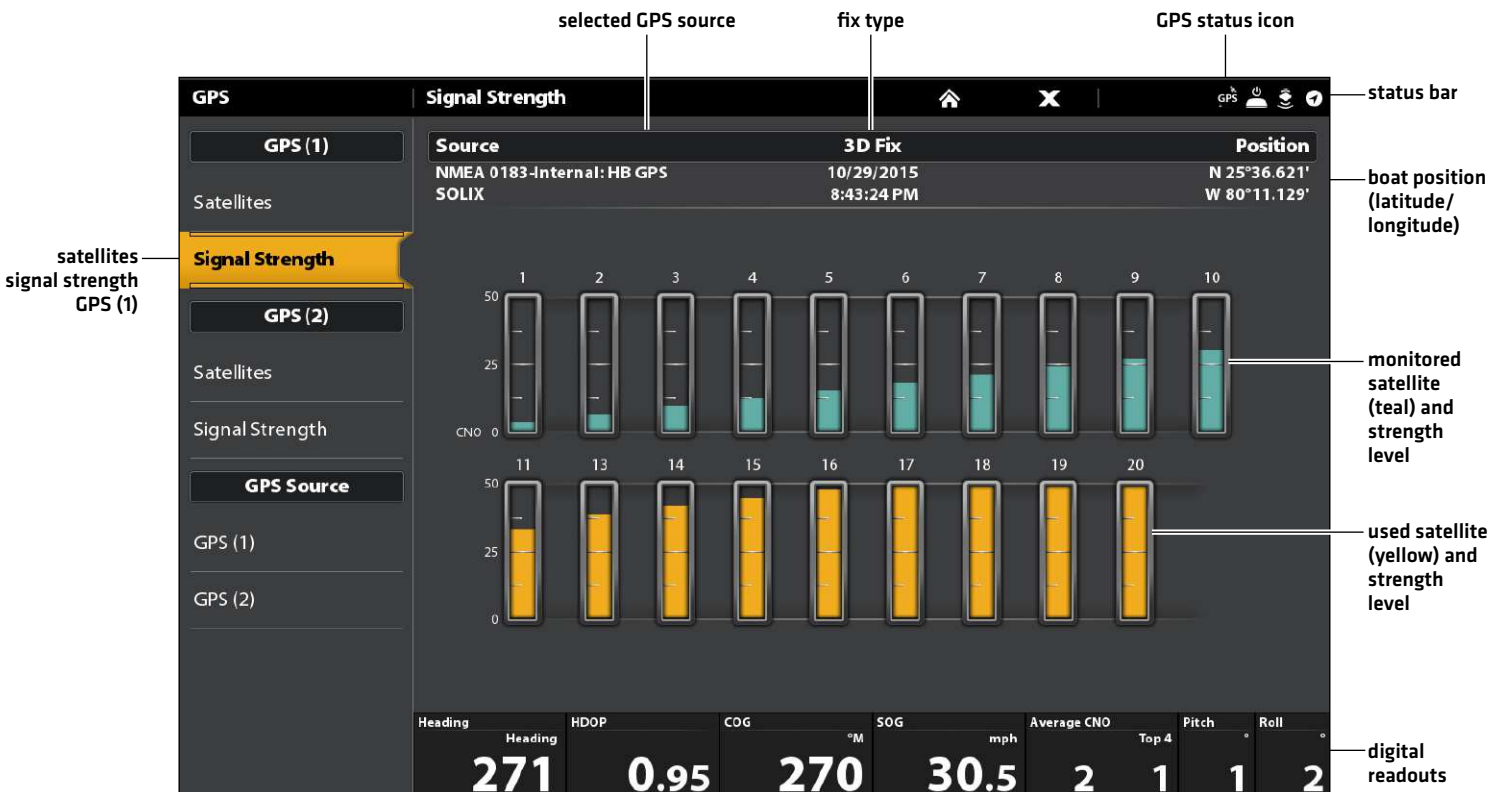 selected GPS source
fix type
GPS status icon
GPS
Signal Strength
GPS
status bar
GPS (1)
Satellites
Signal Strength
GPS (2)
Satellites
Signal Strength
GPS Source
GPS (1)
GPS (2)
satellites
signal strength
GPS (1)
Source
3D Fix
Position
NMEA 0183-Internal: HB GPS
10/29/2015
N 25°36.621'
SOLIX
8:43:24 PM
W 80°11.129'
boat position
(latitude/
longitude)
1 2 3 4 5 6 7 8 9 10
50
25
CNO 0
monitored
satellite
(teal) and
strength
level
11 13 14 15 16 17 18 19 20
50
25
0
used satellite
(yellow) and
strength
level
Heading
Heading
271
HDOP
0.95
COG
°M
270
SOG
mph
30.5
Average CNO
Top 4
2 1
Pitch
°
1
Roll
°
2
digital
readouts